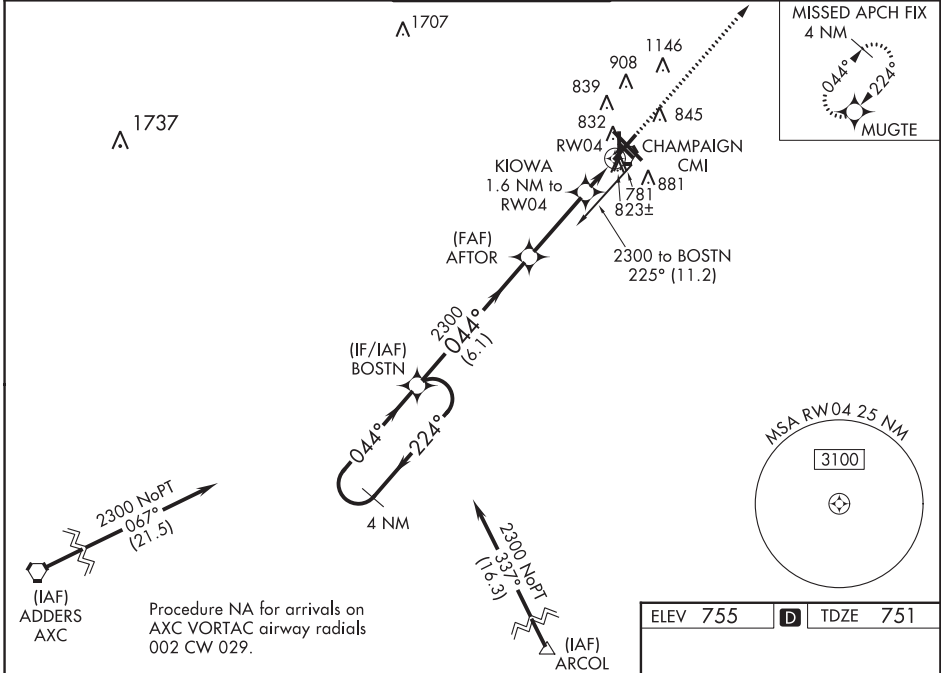 1707
1737
1146
908
839
832
845
RW04
CHAMPAIGN
CMI
KIOWA
1.6 NM to
RW04
781
881
823±
(FAF)
AFTOR
2300 to BOSTN
225° (11.2)
2300
044°
(6.1)
(IF/IAF)
BOSTN
044°
224°
4 NM
2300 NoPT
067°
(21.5)
(IAF)
ADDERS
AXC
Procedure NA for arrivals on
AXC VORTAC airway radials
002 CW 029.
2300 NoPT
337°
(16.3)
(IAF)
ARCOL
MISSED APCH FIX
4 NM
044°
224°
MUGTE
MSA RW04 25 NM
3100
ELEV 755 D TDZE 751